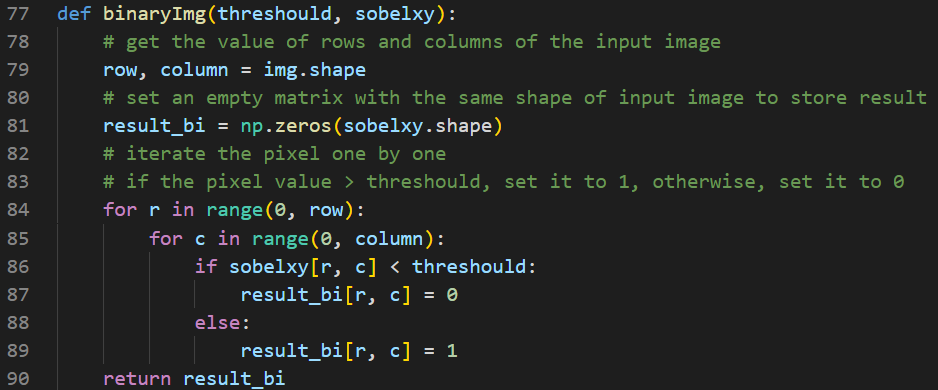 77 def binaryImg(threshould, sobelxy):
78     # get the value of rows and columns of the input image
79     row, column = img.shape
80     # set an empty matrix with the same shape of input image to store result
81     result_bi = np.zeros(sobelxy.shape)
82     # iterate the pixel one by one
83     # if the pixel value > threshould, set it to 1, otherwise, set it to 0
84     for r in range(0, row):
85         for c in range(0, column):
86             if sobelxy[r, c] < threshould:
87                 result_bi[r, c] = 0
88             else:
89                 result_bi[r, c] = 1
90     return result_bi